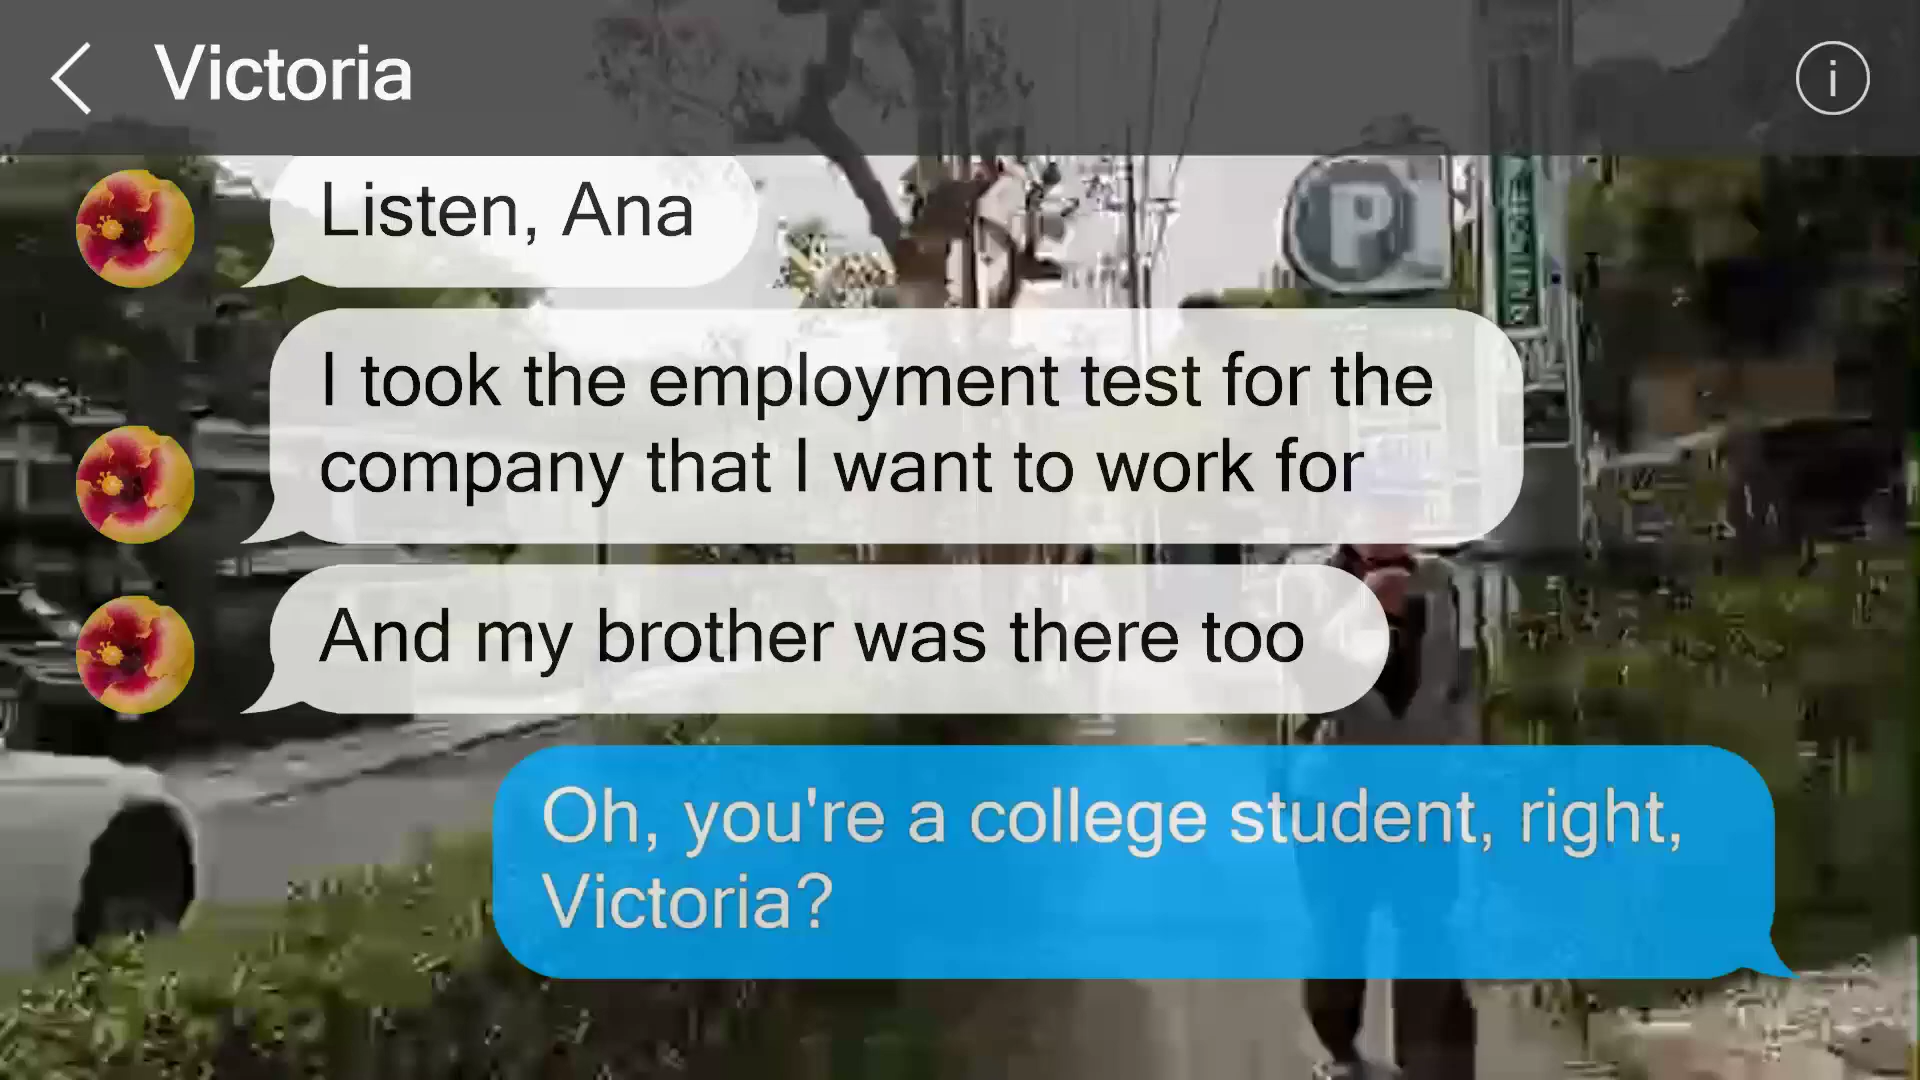 Victoria
i
Listen, Ana
I took the employment test for the
company that I want to work for
And my brother was there too
Oh, you're a college student, right,
Victoria?
P